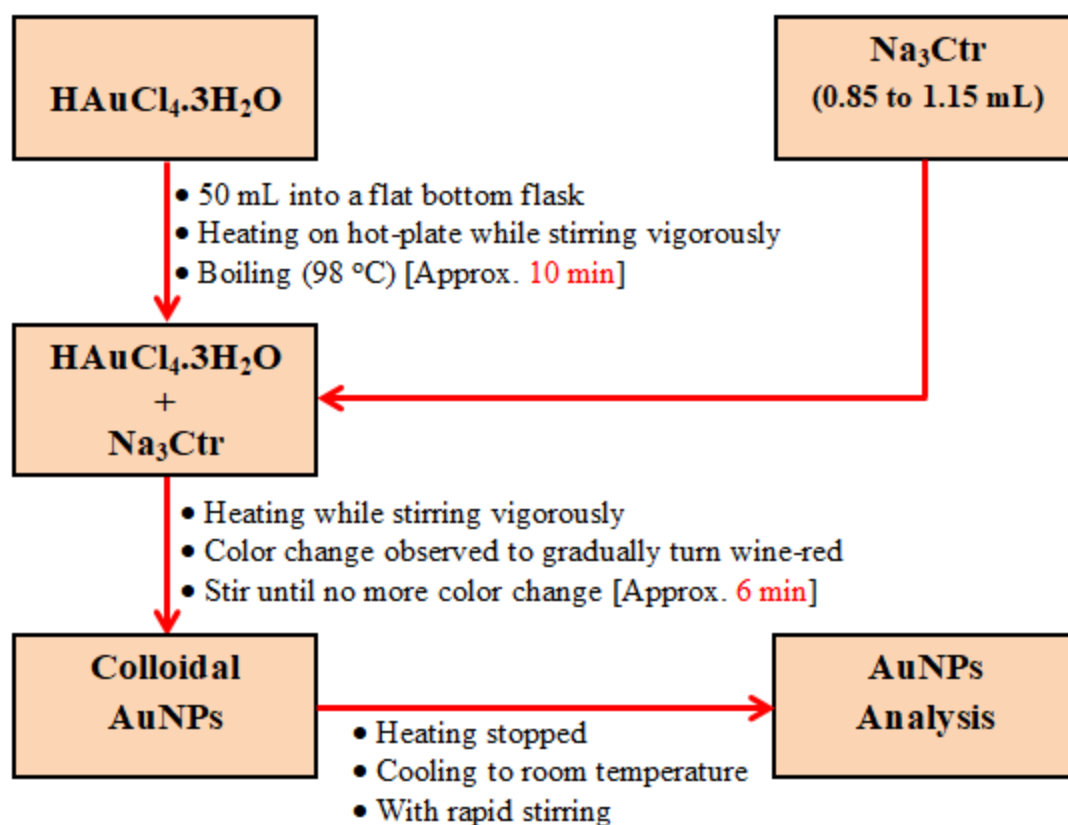 HAuCl₄.3H₂O
Na₃Ctr
(0.85 to 1.15 mL)
• 50 mL into a flat bottom flask
• Heating on hot-plate while stirring vigorously
• Boiling (98 °C) [Approx. 10 min]
HAuCl₄.3H₂O
+
Na₃Ctr
• Heating while stirring vigorously
• Color change observed to gradually turn wine-red
• Stir until no more color change [Approx. 6 min]
Colloidal
AuNPs
• Heating stopped
• Cooling to room temperature
• With rapid stirring
AuNPs
Analysis